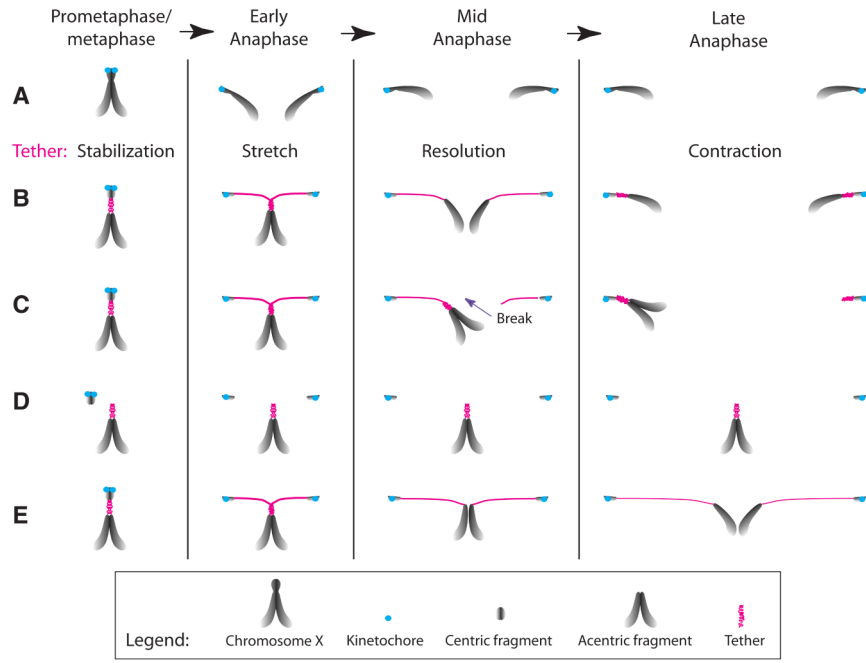 Prometaphase/
metaphase
Early
Anaphase
Mid
Anaphase
Late
Anaphase
A
Tether: Stabilization Stretch Resolution Contraction
B
C
Break
D
E
Legend: Chromosome X Kinetochore Centric fragment Acentric fragment Tether